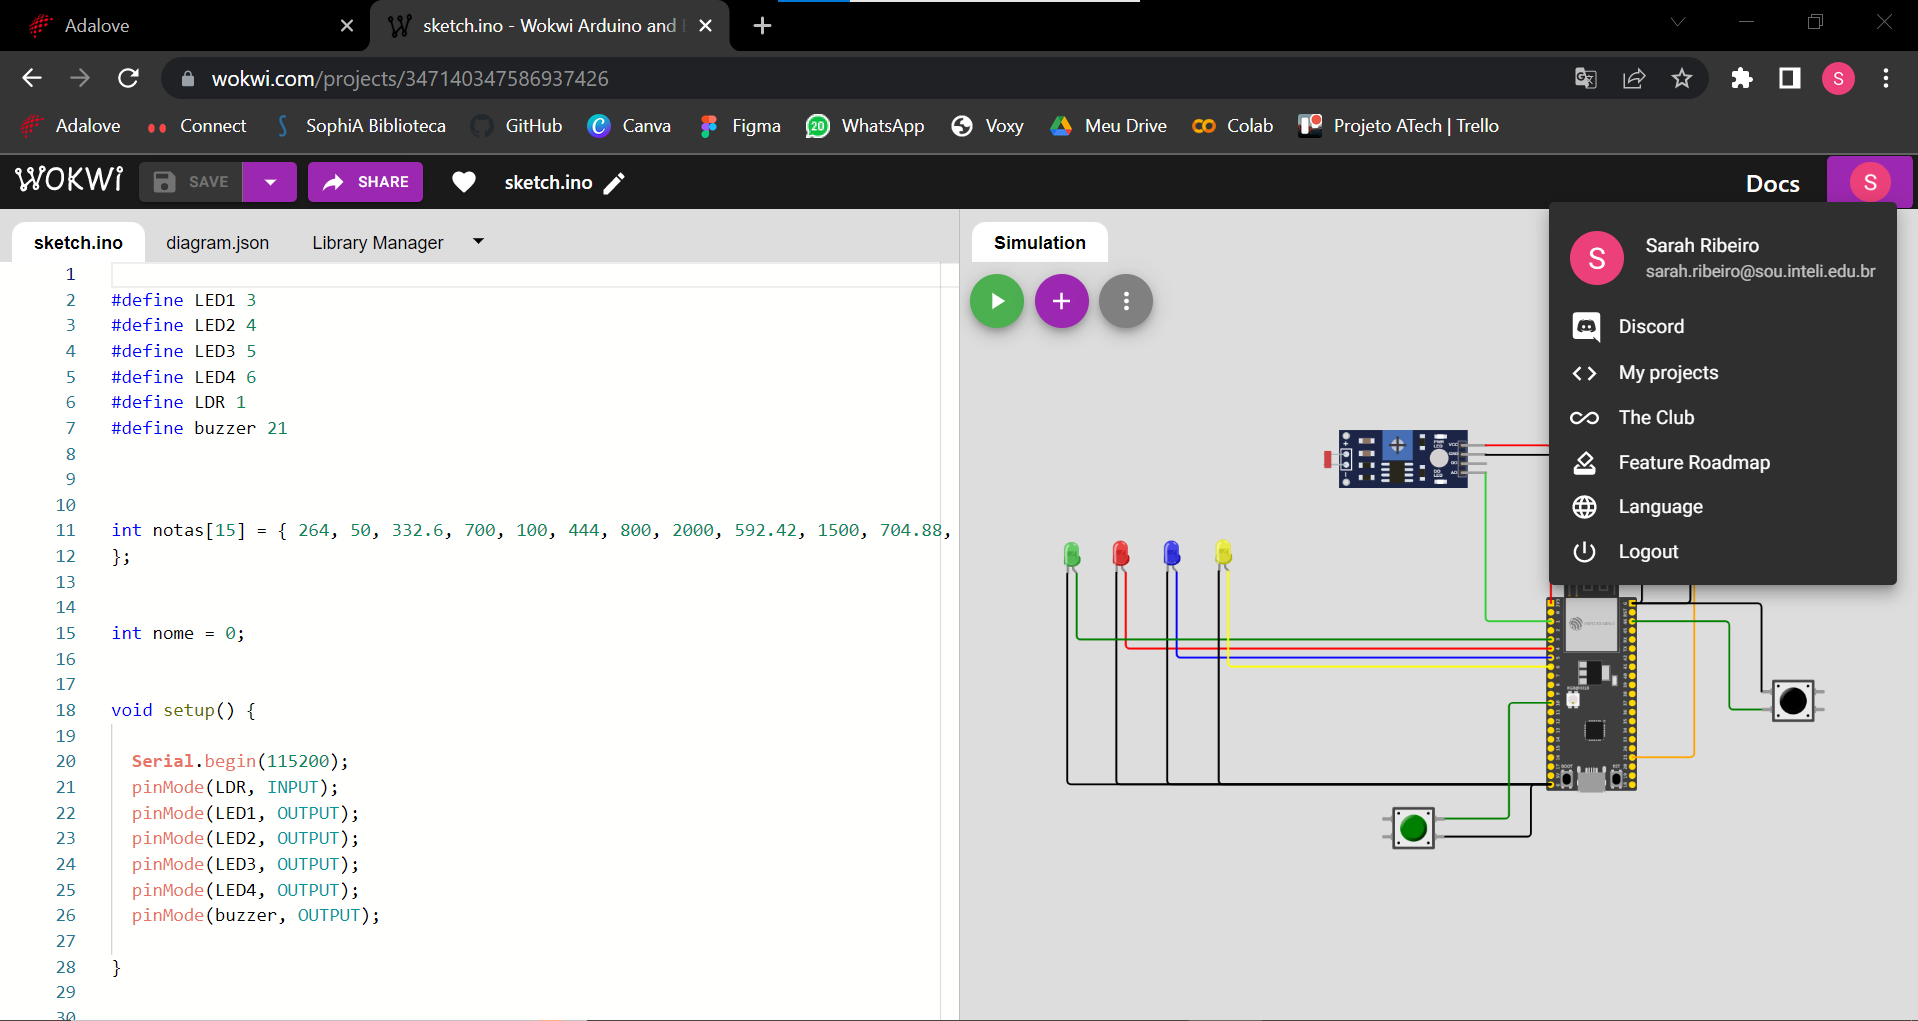 Adalove
sketch.ino - Wokwi Arduino and
wokwi.com/projects/347140347586937426
S
Adalove
Connect
SophiA Biblioteca
GitHub
Canva
Figma
20
WhatsApp
Voxy
Meu Drive
Colab
Projeto ATech | Trello
WOKWi
SAVE
SHARE
sketch.ino
Docs
S
sketch.ino
diagram.json
Library Manager
Simulation
S
Sarah Ribeiro
sarah.ribeiro@sou.inteli.edu.br
Discord
My projects
The Club
Feature Roadmap
Language
Logout
1
2 #define LED1 3
3 #define LED2 4
4 #define LED3 5
5 #define LED4 6
6 #define LDR 1
7 #define buzzer 21
8
9
10
11 int notas[15] = { 264, 50, 332.6, 700, 100, 444, 800, 2000, 592.42, 1500, 704.88,
12 };
13
14
15 int nome = 0;
16
17
18 void setup() {
19
20 Serial.begin(115200);
21 pinMode(LDR, INPUT);
22 pinMode(LED1, OUTPUT);
23 pinMode(LED2, OUTPUT);
24 pinMode(LED3, OUTPUT);
25 pinMode(LED4, OUTPUT);
26 pinMode(buzzer, OUTPUT);
27
28 }
29
30